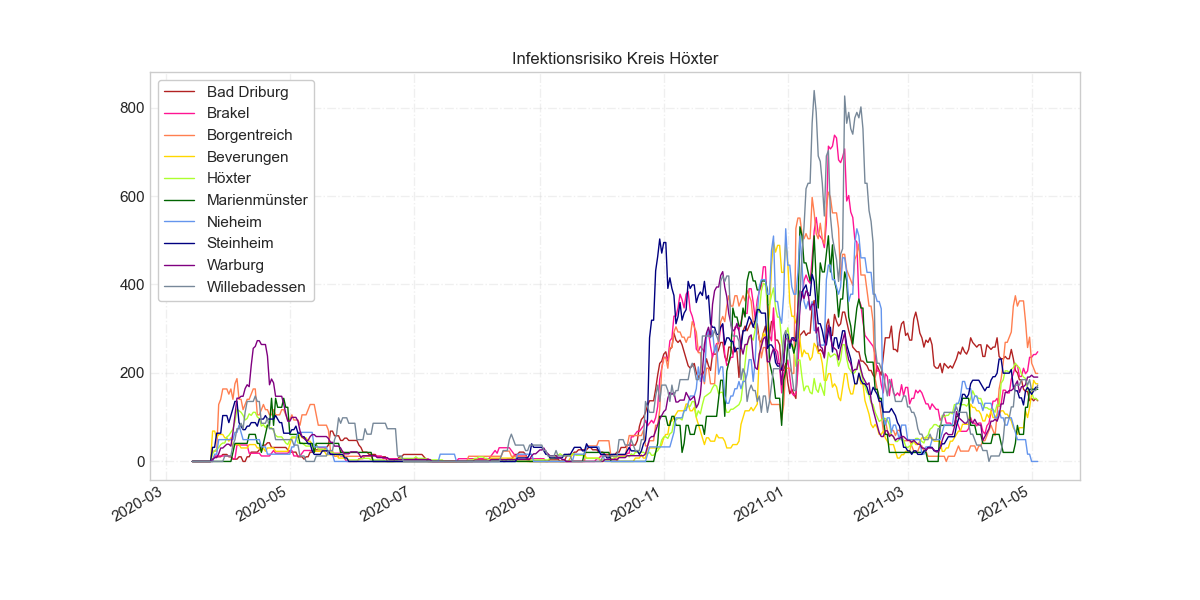 Infektionsrisiko Kreis Höxter
Bad Driburg
Brakel
Borgentreich
Beverungen
Höxter
Marienmünster
Nieheim
Steinheim
Warburg
Willebadessen
800
600
400
200
0
2020-03
2020-05
2020-07
2020-09
2020-11
2021-01
2021-03
2021-05